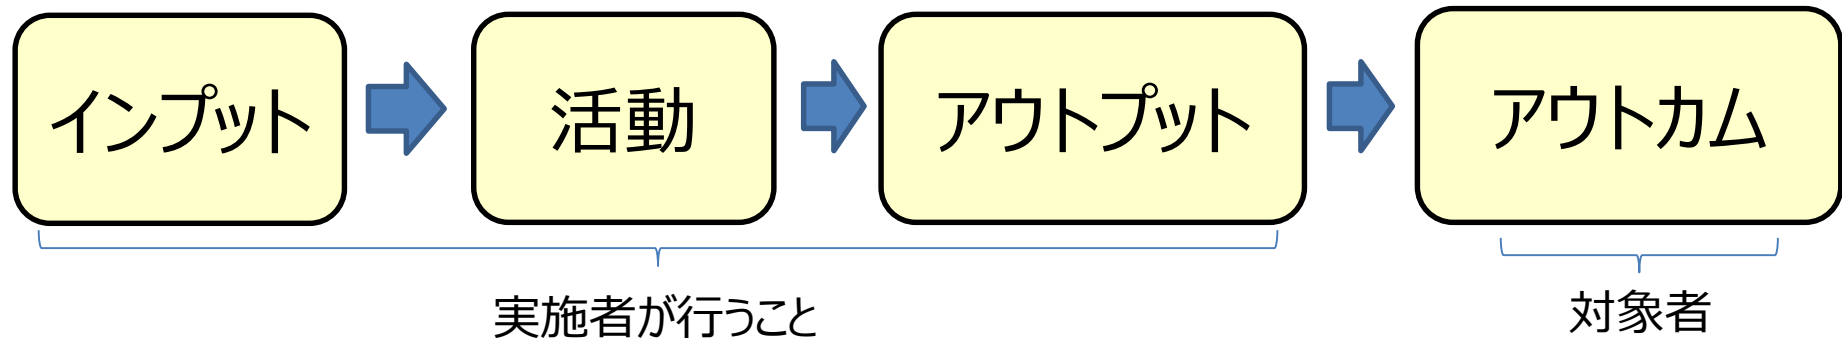 インプット
活動
アウトプット
アウトカム
実施者が行うこと
対象者